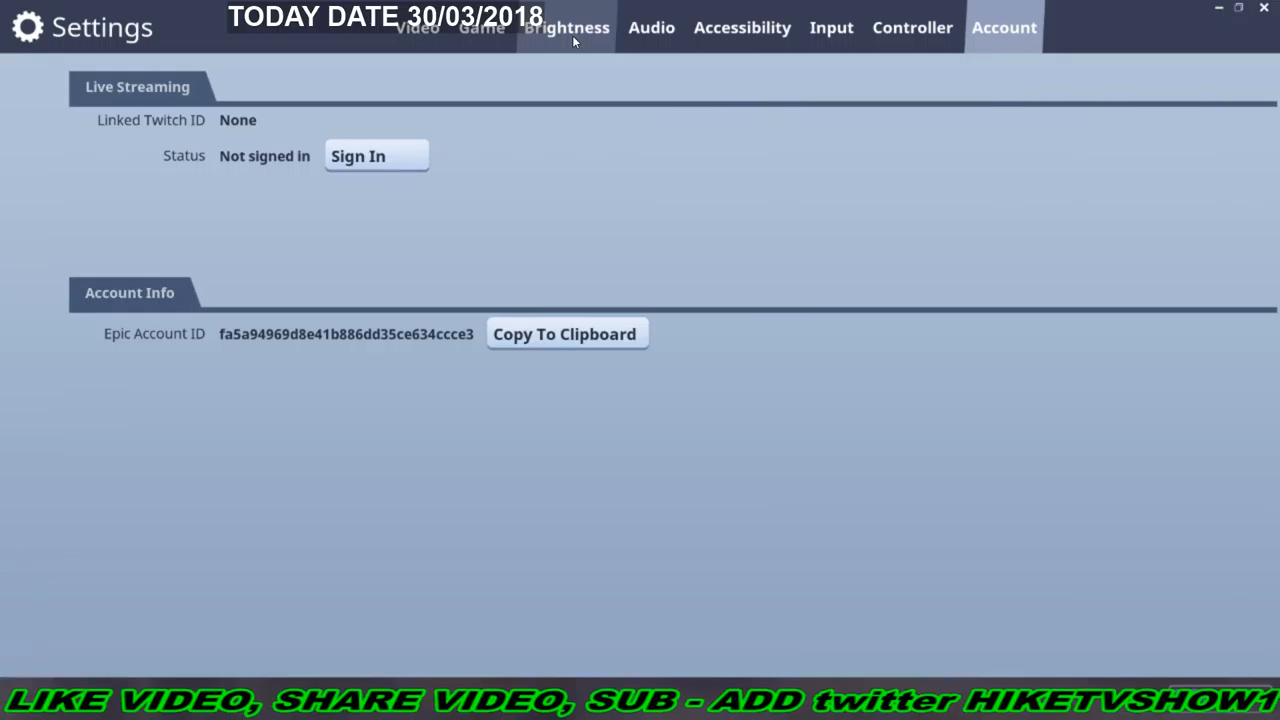 TODAY DATE 30/03/2018
Settings
Video Game Brightness Audio Accessibility Input Controller Account
Live Streaming
Linked Twitch ID None
Status Not signed in Sign In
Account Info
Epic Account ID fa5a94969d8e41b886dd35ce634ccce3 Copy To Clipboard
LIKE VIDEO, SHARE VIDEO, SUB - ADD twitter HIKETVSHOW1